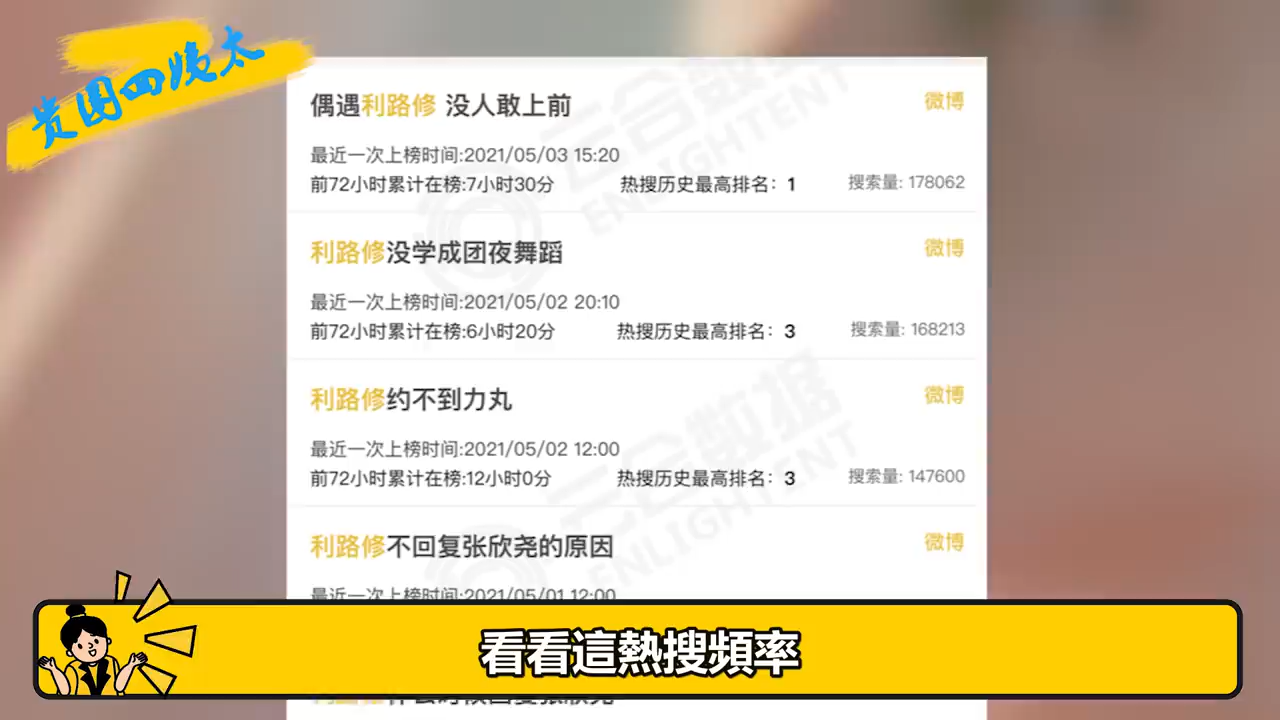 贵圈四姨太
偶遇利路修 没人敢上前
微博
最近一次上榜时间:2021/05/03 15:20
前72小时累计在榜:7小时30分 热搜历史最高排名：1 搜索量: 178062
利路修没学成团夜舞蹈
微博
最近一次上榜时间:2021/05/02 20:10
前72小时累计在榜:6小时20分 热搜历史最高排名：3 搜索量: 168213
利路修约不到力丸
微博
最近一次上榜时间:2021/05/02 12:00
前72小时累计在榜:12小时0分 热搜历史最高排名：3 搜索量: 147600
利路修不回复张欣尧的原因
微博
最近一次上榜时间:2021/05/01 12:00
看看這熱搜頻率
云合数据
ENLIGHTENT
云合数据
ENLIGHTENT